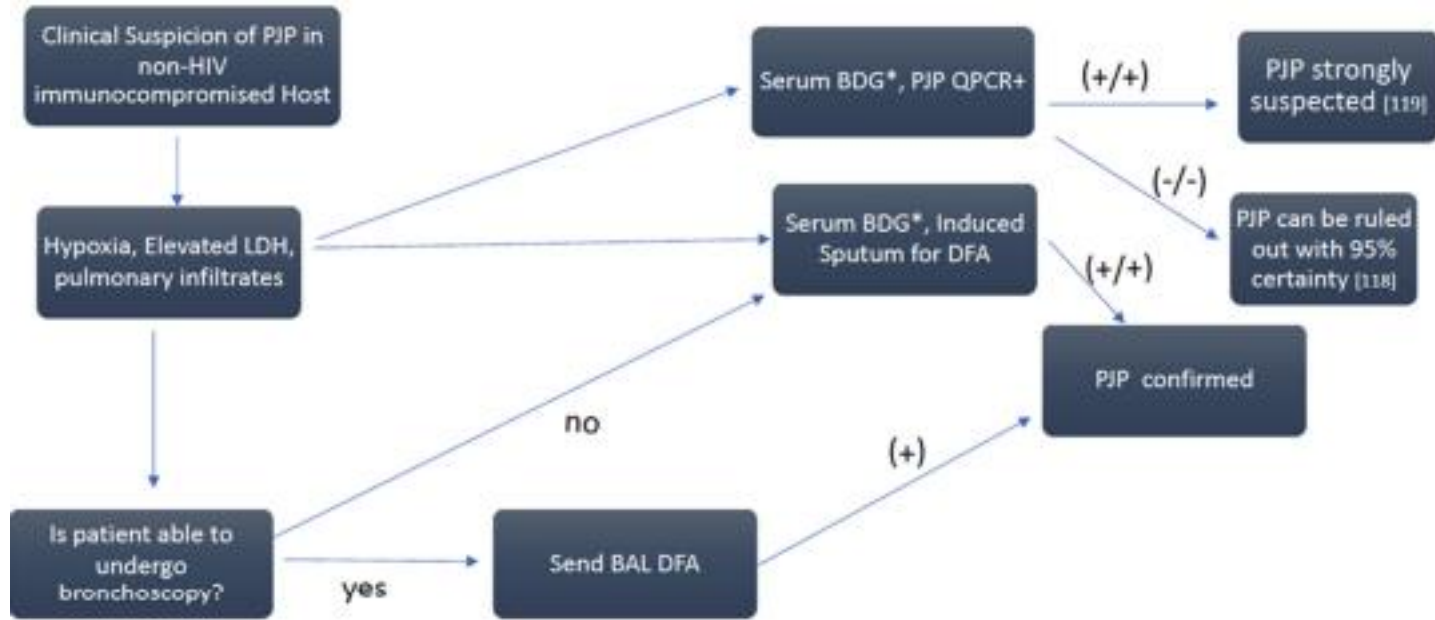 Clinical Suspicion of PJP in
non-HIV
immunocompromised Host
Serum BDG*, PJP QPCR+
(+/+)
PJP strongly
suspected [119]
(-/-)
PJP can be ruled
out with 95%
certainty [118]
Hypoxia, Elevated LDH,
pulmonary infiltrates
Serum BDG*, Induced
Sputum for DFA
(+/+)
PJP confirmed
no
(+)
Is patient able to
undergo
bronchoscopy?
yes
Send BAL DFA